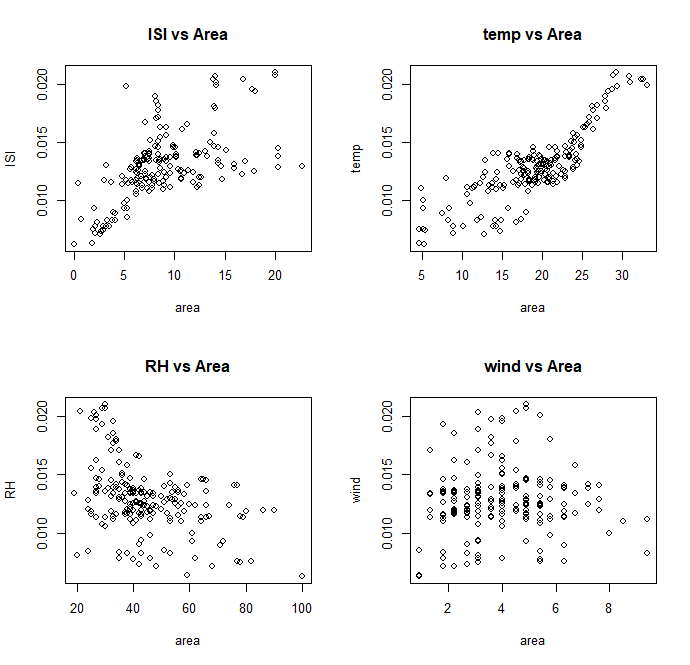 ISI vs Area
ISI
0.010 0.015 0.020
0 5 10 15 20
area
temp vs Area
temp
0.010 0.015 0.020
5 10 15 20 25 30
area
RH vs Area
RH
0.010 0.015 0.020
20 40 60 80 100
area
wind vs Area
wind
0.010 0.015 0.020
2 4 6 8
area